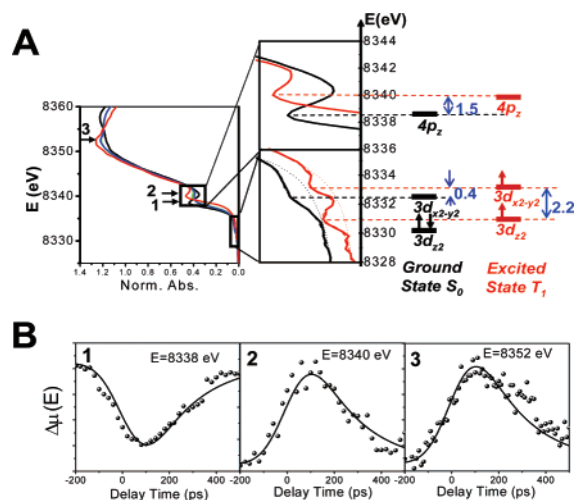 A
E(eV)
8344
8342
8340
8338
8336
8334
8332
8330
8328
1.5
4pz
4pz
0.4
2.2
3dx2-y2
3dx2-y2
3dz2
3dz2
Ground State S0
Excited State T1
E (eV)
8360
8350
8340
8330
3
2
1
1.4 1.2 1.0 0.8 0.6 0.4 0.2 0.0
Norm. Abs.
B
Δμ(E)
1 E=8338 eV
2 E=8340 eV
3 E=8352 eV
-200 0 200 400
-200 0 200 400
-200 0 200 400
Delay Time (ps)
Delay Time (ps)
Delay Time (ps)